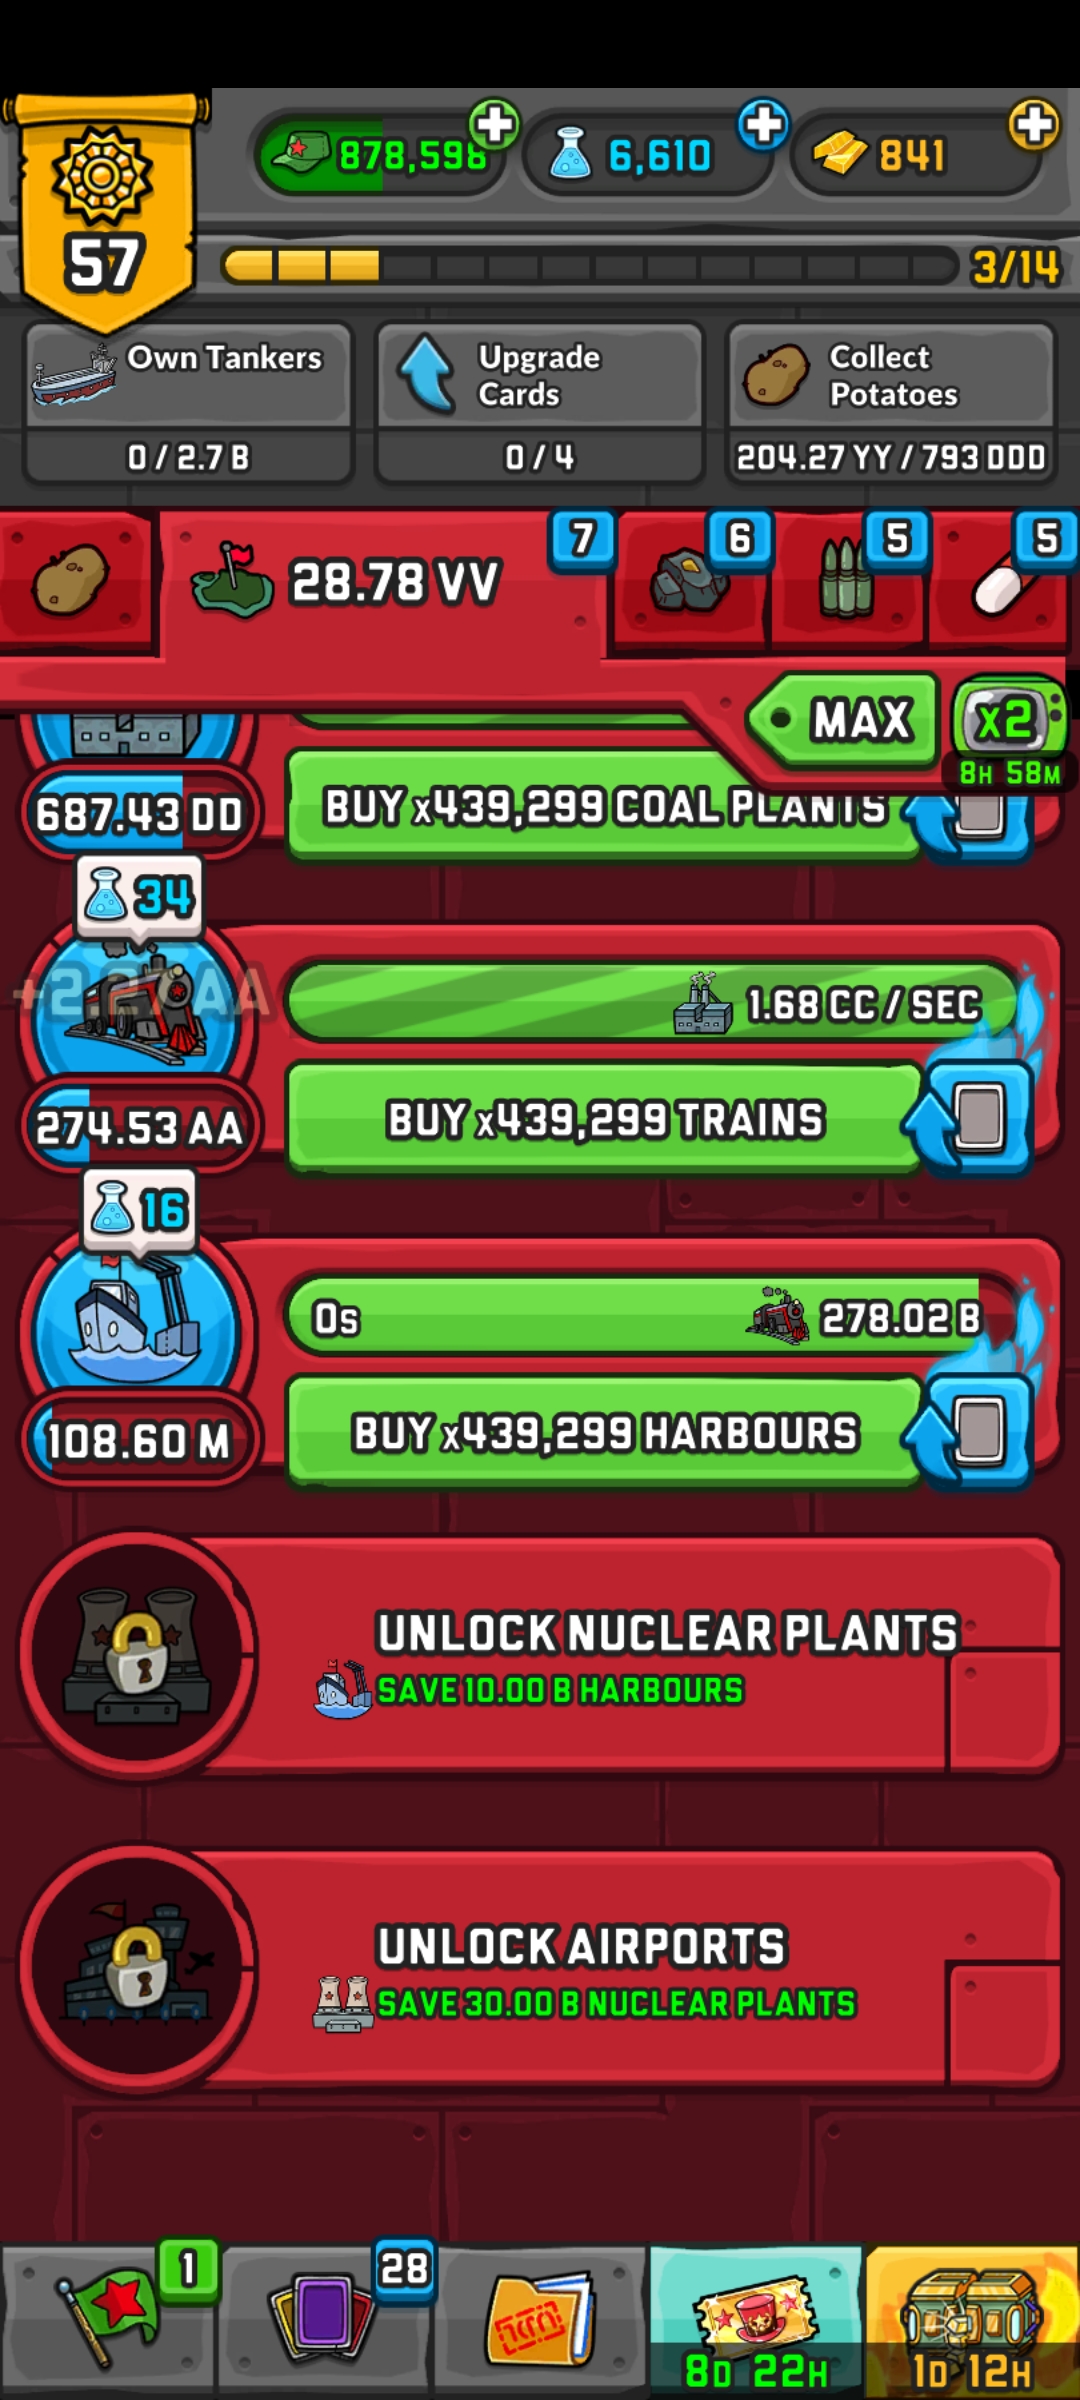 878,598
6,610
841
57
3/14
Own Tankers
0 / 2.7 B
Upgrade
Cards
0 / 4
Collect
Potatoes
204.27 YY / 793 DDD
28.78 VV
7
6
5
5
MAX
x2
8H 58M
687.43 DD
BUY x439,299 COAL PLANTS
34
1.68 CC / SEC
274.53 AA
BUY x439,299 TRAINS
16
0s
278.02 B
108.60 M
BUY x439,299 HARBOURS
UNLOCK NUCLEAR PLANTS
SAVE 10.00 B HARBOURS
UNLOCK AIRPORTS
SAVE 30.00 B NUCLEAR PLANTS
1
28
8D 22H
1D 12H